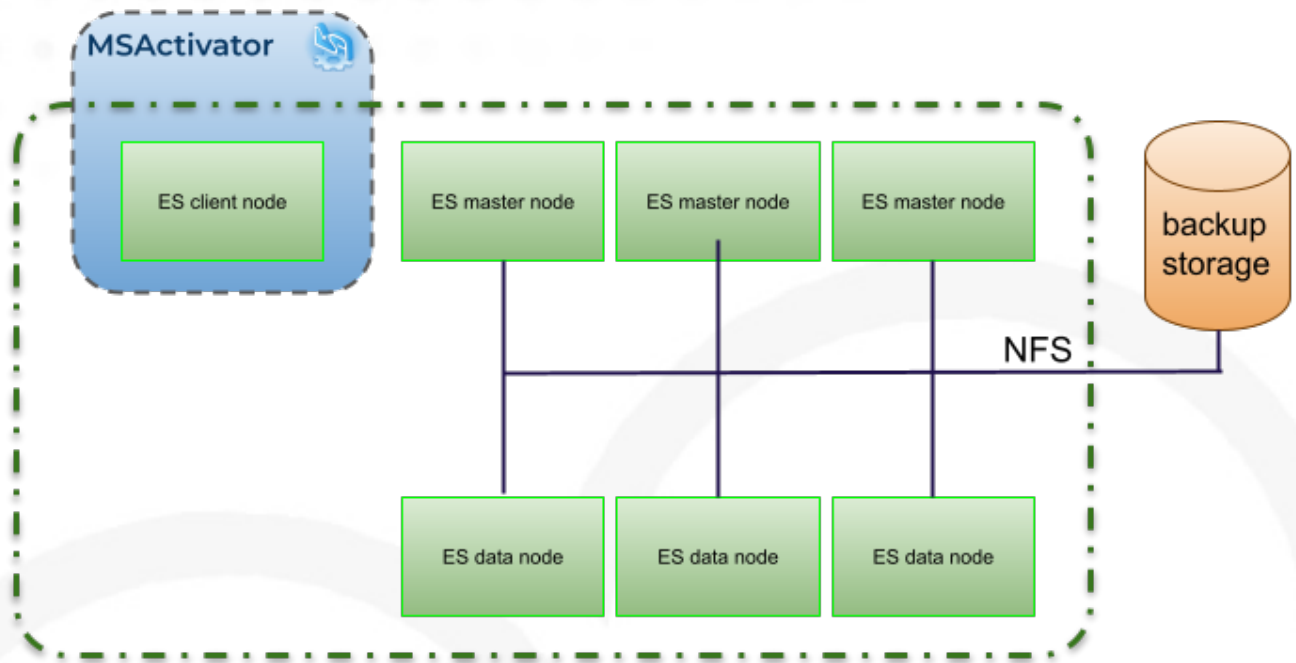 MSActivator
ES client node
ES master node
ES master node
ES master node
backup
storage
NFS
ES data node
ES data node
ES data node